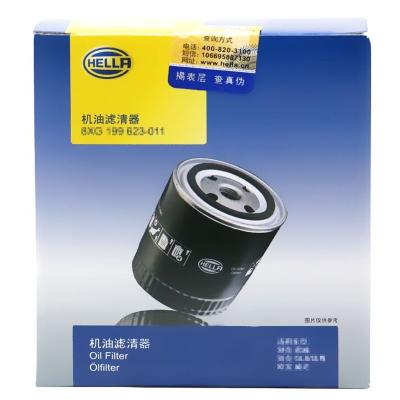 查询方式
电话: 400-820-3100
短信: 106695887130
www.hella.cn
揭表层 查真伪
HELLA
机油滤清器
8XG 199 623-011
HELLA
图片仅供参考
机油滤清器
Oil Filter
Ölfilter